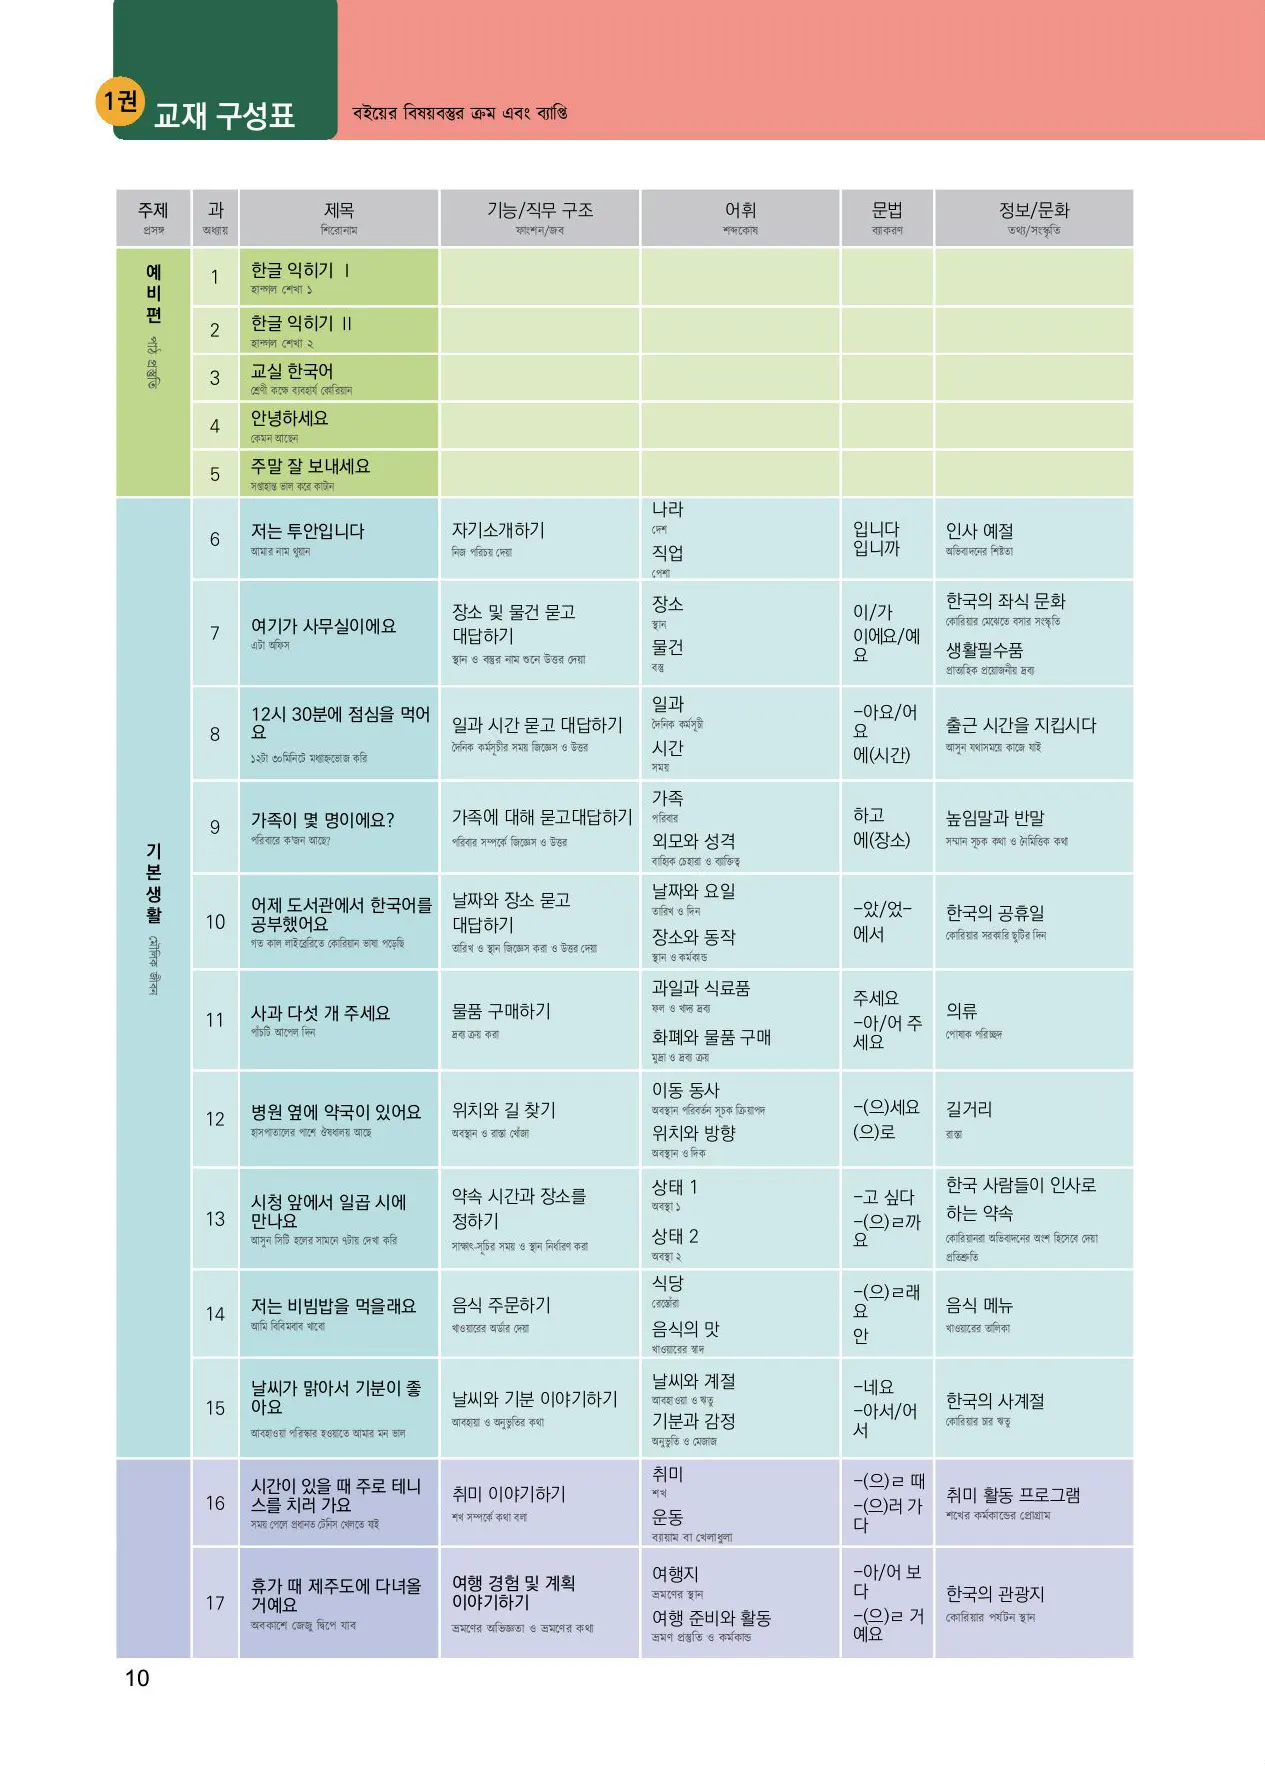 1권
교재 구성표
বইয়ের বিষয়বস্তুর ক্রম এবং ব্যাপ্তি
주제
প্রসঙ্গ
과
অধ্যায়
제목
শিরোনাম
기능/직무 구조
ফাংশন/জব
어휘
শব্দকোষ
문법
ব্যাকরণ
정보/문화
তথ্য/সংস্কৃতি
예비편
পাঠ প্রস্তুতি
1
한글 익히기 Ⅰ
হান্গল শেখা ১
2
한글 익히기 Ⅱ
হান্গল শেখা ২
3
교실 한국어
শ্রেণী কক্ষে ব্যবহার্য কোরিয়ান
4
안녕하세요
কেমন আছেন
5
주말 잘 보내세요
সপ্তাহান্ত ভাল করে কাটান
기본생활
মৌলিক জীবন
6
저는 투안입니다
আমার নাম থুয়ান
자기소개하기
নিজ পরিচয় দেয়া
나라
দেশ
직업
পেশা
입니다
입니까
인사 예절
অভিবাদনের শিষ্টতা
7
여기가 사무실이에요
এটা অফিস
장소 및 물건 묻고
대답하기
স্থান ও বস্তুর নাম শুনে উত্তর দেয়া
장소
স্থান
물건
বস্তু
이/가
이에요/예
요
한국의 좌식 문화
কোরিয়ার মেঝেতে বসার সংস্কৃতি
생활필수품
প্রাত্যহিক প্রয়োজনীয় দ্রব্য
8
12시 30분에 점심을 먹어
요
১২টা ৩০মিনিটে মধ্যাহ্নভোজ করি
일과 시간 묻고 대답하기
দৈনিক কর্মসূচীর সময় জিজ্ঞেস ও উত্তর
일과
দৈনিক কর্মসূচী
시간
সময়
-아요/어
요
에(시간)
출근 시간을 지킵시다
আসুন যথাসময়ে কাজে যাই
9
가족이 몇 명이에요?
পরিবারে ক'জন আছে?
가족에 대해 묻고대답하기
পরিবার সম্পর্কে জিজ্ঞেস ও উত্তর
가족
পরিবার
외모와 성격
বাহ্যিক চেহারা ও ব্যক্তিত্ব
하고
에(장소)
높임말과 반말
সম্মান সূচক কথা ও নৈমিত্তিক কথা
10
어제 도서관에서 한국어를
공부했어요
গত কাল লাইব্রেরিতে কোরিয়ান ভাষা পড়েছি
날짜와 장소 묻고
대답하기
তারিখ ও স্থান জিজ্ঞেস করা ও উত্তর দেয়া
날짜와 요일
তারিখ ও দিন
장소와 동작
স্থান ও কর্মকান্ড
-았/었-
에서
한국의 공휴일
কোরিয়ার সরকারি ছুটির দিন
11
사과 다섯 개 주세요
পাঁচটি আপেল দিন
물품 구매하기
দ্রব্য ক্রয় করা
과일과 식료품
ফল ও খাদ্য দ্রব্য
화폐와 물품 구매
মুদ্রা ও দ্রব্য ক্রয়
주세요
-아/어 주
세요
의류
পোষাক পরিচ্ছদ
12
병원 옆에 약국이 있어요
হাসপাতালের পাশে ঔষধালয় আছে
위치와 길 찾기
অবস্থান ও রাস্তা খোঁজা
이동 동사
অবস্থান পরিবর্তন সূচক ক্রিয়াপদ
위치와 방향
অবস্থান ও দিক
-(으)세요
(으)로
길거리
রাস্তা
13
시청 앞에서 일곱 시에
만나요
আসুন সিটি হলের সামনে ৭টায় দেখা করি
약속 시간과 장소를
정하기
সাক্ষাৎ-সূচির সময় ও স্থান নির্ধারণ করা
상태 1
অবস্থা ১
상태 2
অবস্থা ২
-고 싶다
-(으)ㄹ까
요
한국 사람들이 인사로
하는 약속
কোরিয়ানরা অভিবাদনের অংশ হিসেবে দেয়া
প্রতিশ্রুতি
14
저는 비빔밥을 먹을래요
আমি বিবিমবাব খাবো
음식 주문하기
খাওয়ারের অর্ডার দেয়া
식당
রেস্তোঁরা
음식의 맛
খাওয়ারের স্বাদ
-(으)ㄹ래
요
안
음식 메뉴
খাওয়ারের তালিকা
15
날씨가 맑아서 기분이 좋
아요
আবহাওয়া পরিস্কার হওয়াতে আমার মন ভাল
날씨와 기분 이야기하기
আবহায়া ও অনুভুতির কথা
날씨와 계절
আবহাওয়া ও ঋতু
기분과 감정
অনুভুতি ও মেজাজ
-네요
-아서/어
서
한국의 사계절
কোরিয়ার চার ঋতু
16
시간이 있을 때 주로 테니
스를 치러 가요
সময় পেলে প্রধানত টেনিস খেলতে যাই
취미 이야기하기
শখ সম্পর্কে কথা বলা
취미
শখ
운동
ব্যায়াম বা খেলাধুলা
-(으)ㄹ 때
-(으)러 가
다
취미 활동 프로그램
শখের কর্মকান্ডের প্রোগ্রাম
17
휴가 때 제주도에 다녀올
거예요
অবকাশে জেজু দ্বিপে যাব
여행 경험 및 계획
이야기하기
ভ্রমণের অভিজ্ঞতা ও ভ্রমণের কথা
여행지
ভ্রমণের স্থান
여행 준비와 활동
ভ্রমণ প্রস্তুতি ও কর্মকান্ড
-아/어 보
다
-(으)ㄹ 거
예요
한국의 관광지
কোরিয়ার পর্যটন স্থান
10